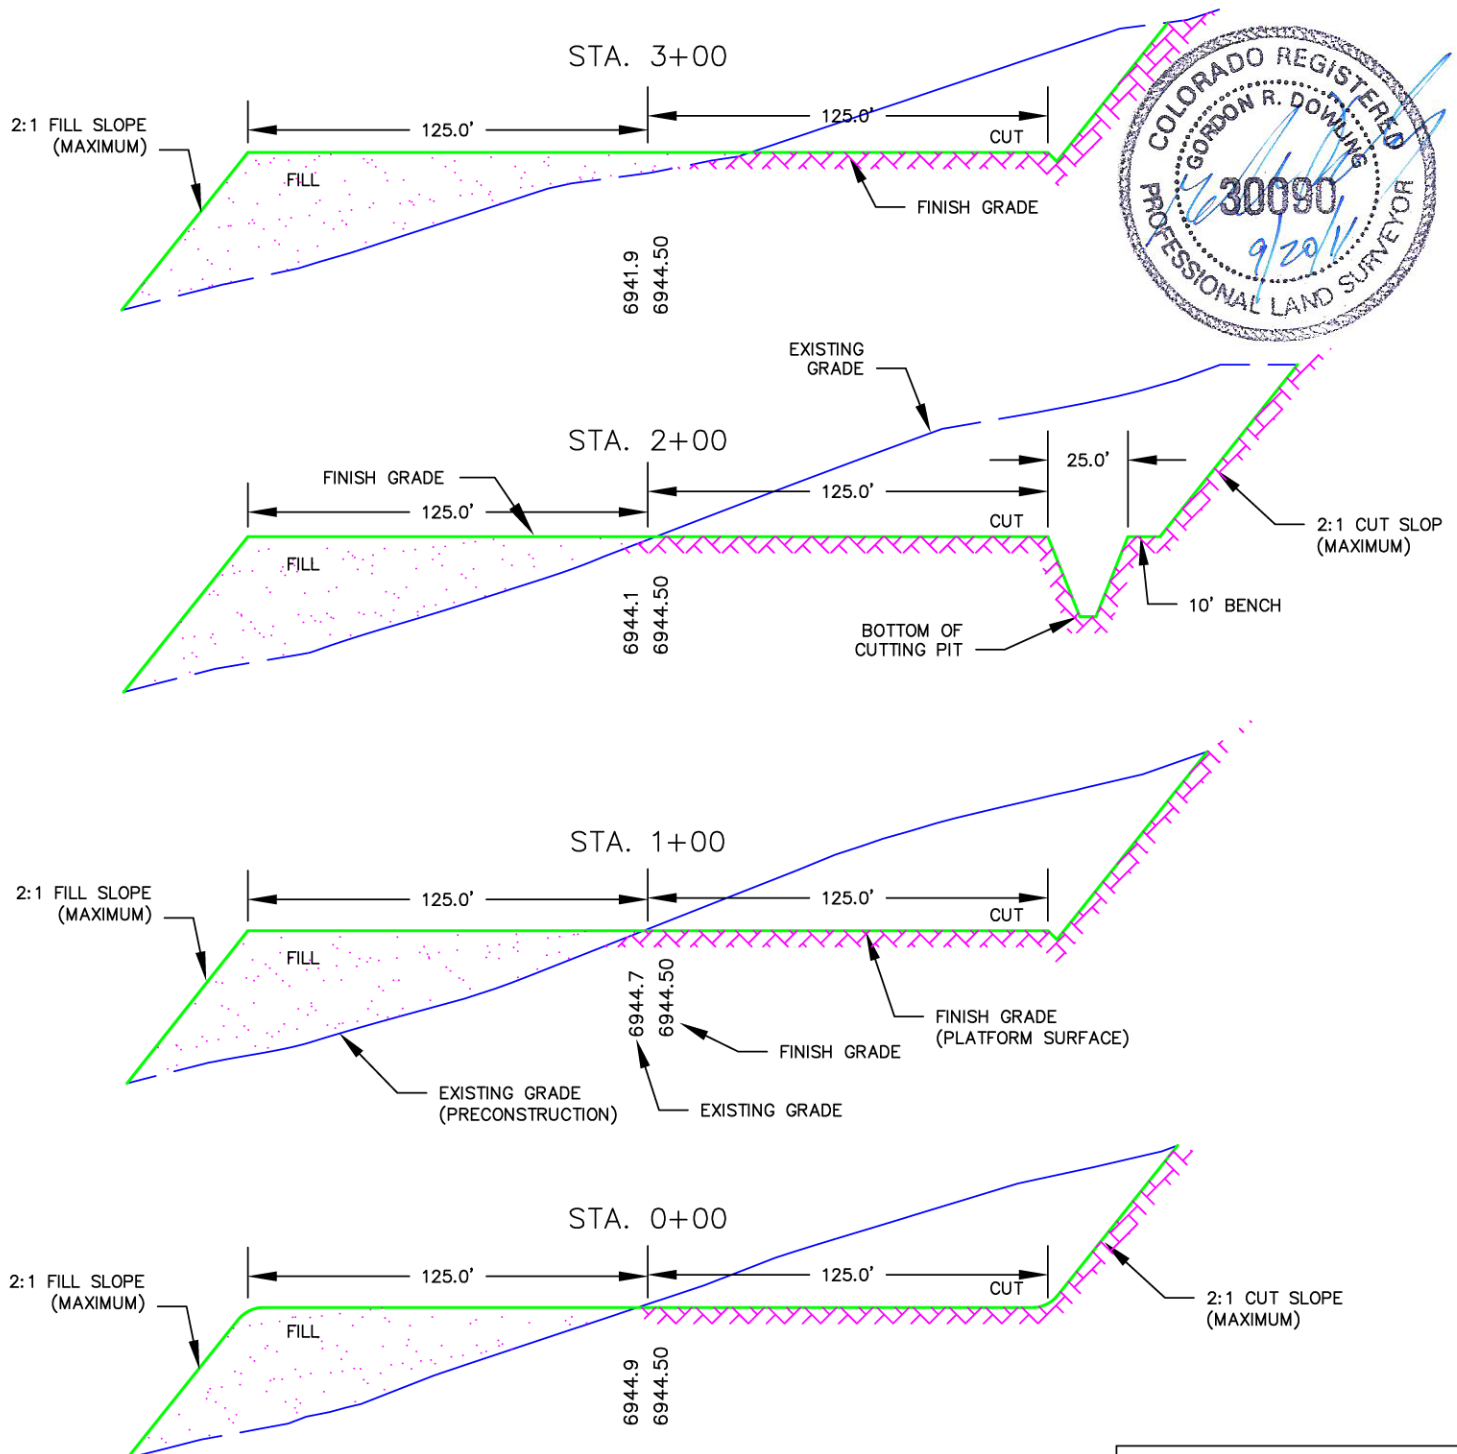 STA. 3+00
2:1 FILL SLOPE
(MAXIMUM)
125.0'
125.0'
CUT
FILL
FINISH GRADE
6941.9
6944.50
COLORADO REGISTERED
GORDON R. DOWLING
30090
9/20/11
PROFESSIONAL LAND SURVEYOR
EXISTING
GRADE
STA. 2+00
FINISH GRADE
125.0'
125.0'
25.0'
CUT
FILL
2:1 CUT SLOP
(MAXIMUM)
10' BENCH
BOTTOM OF
CUTTING PIT
6944.1
6944.50
STA. 1+00
2:1 FILL SLOPE
(MAXIMUM)
125.0'
125.0'
CUT
FILL
6944.7
6944.50
FINISH GRADE
(PLATFORM SURFACE)
FINISH GRADE
EXISTING GRADE
(PRECONSTRUCTION)
EXISTING GRADE
STA. 0+00
2:1 FILL SLOPE
(MAXIMUM)
125.0'
125.0'
CUT
FILL
2:1 CUT SLOPE
(MAXIMUM)
6944.9
6944.50